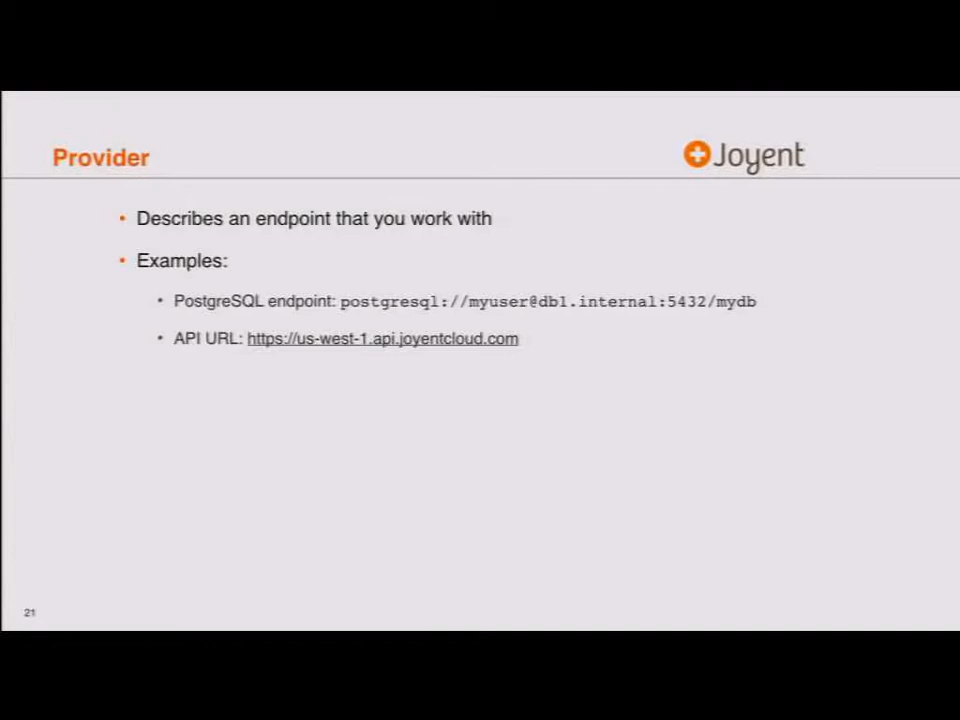 Provider
Joyent
• Describes an endpoint that you work with
• Examples:
• PostgreSQL endpoint: postgresql://myuser@db1.internal:5432/mydb
• API URL: https://us-west-1.api.joyentcloud.com
21